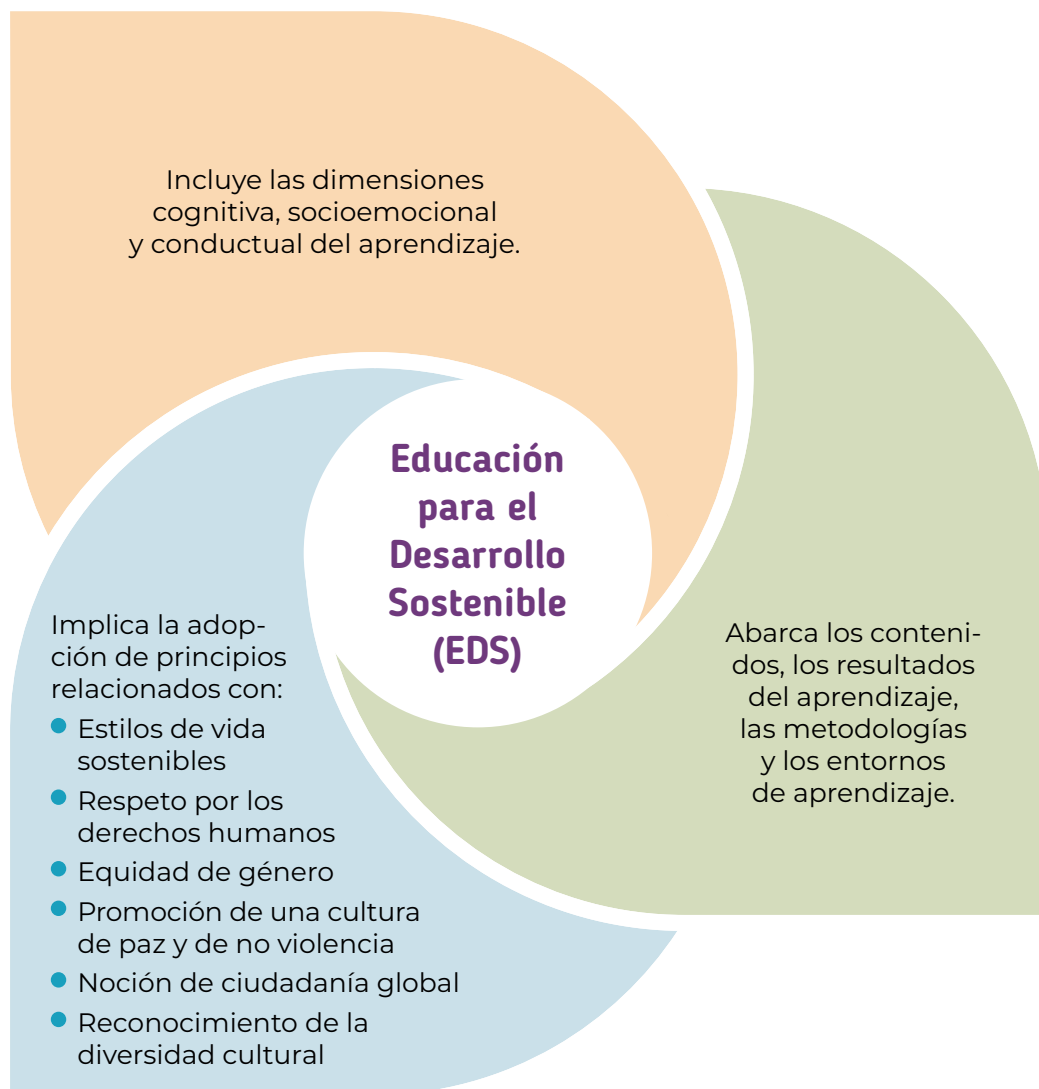 Incluye las dimensiones
cognitiva, socioemocional
y conductual del aprendizaje.
Educación
para el
Desarrollo
Sostenible
(EDS)
Abarca los conteni-
dos, los resultados
del aprendizaje,
las metodologías
y los entornos
de aprendizaje.
Implica la adop-
ción de principios
relacionados con:
● Estilos de vida
sostenibles
● Respeto por los
derechos humanos
● Equidad de género
● Promoción de una cultura
de paz y de no violencia
● Noción de ciudadanía global
● Reconocimiento de la
diversidad cultural